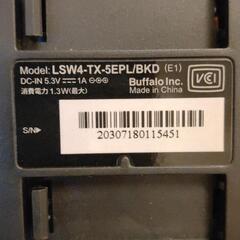 Model: LSW4-TX-5EPL/BKD (E1)
DC-IN 5.3V ⎓ 1A
Buffalo Inc.
消費電力1.3W(最大)
Made in China
VCCI
S/N▶
20307180115451